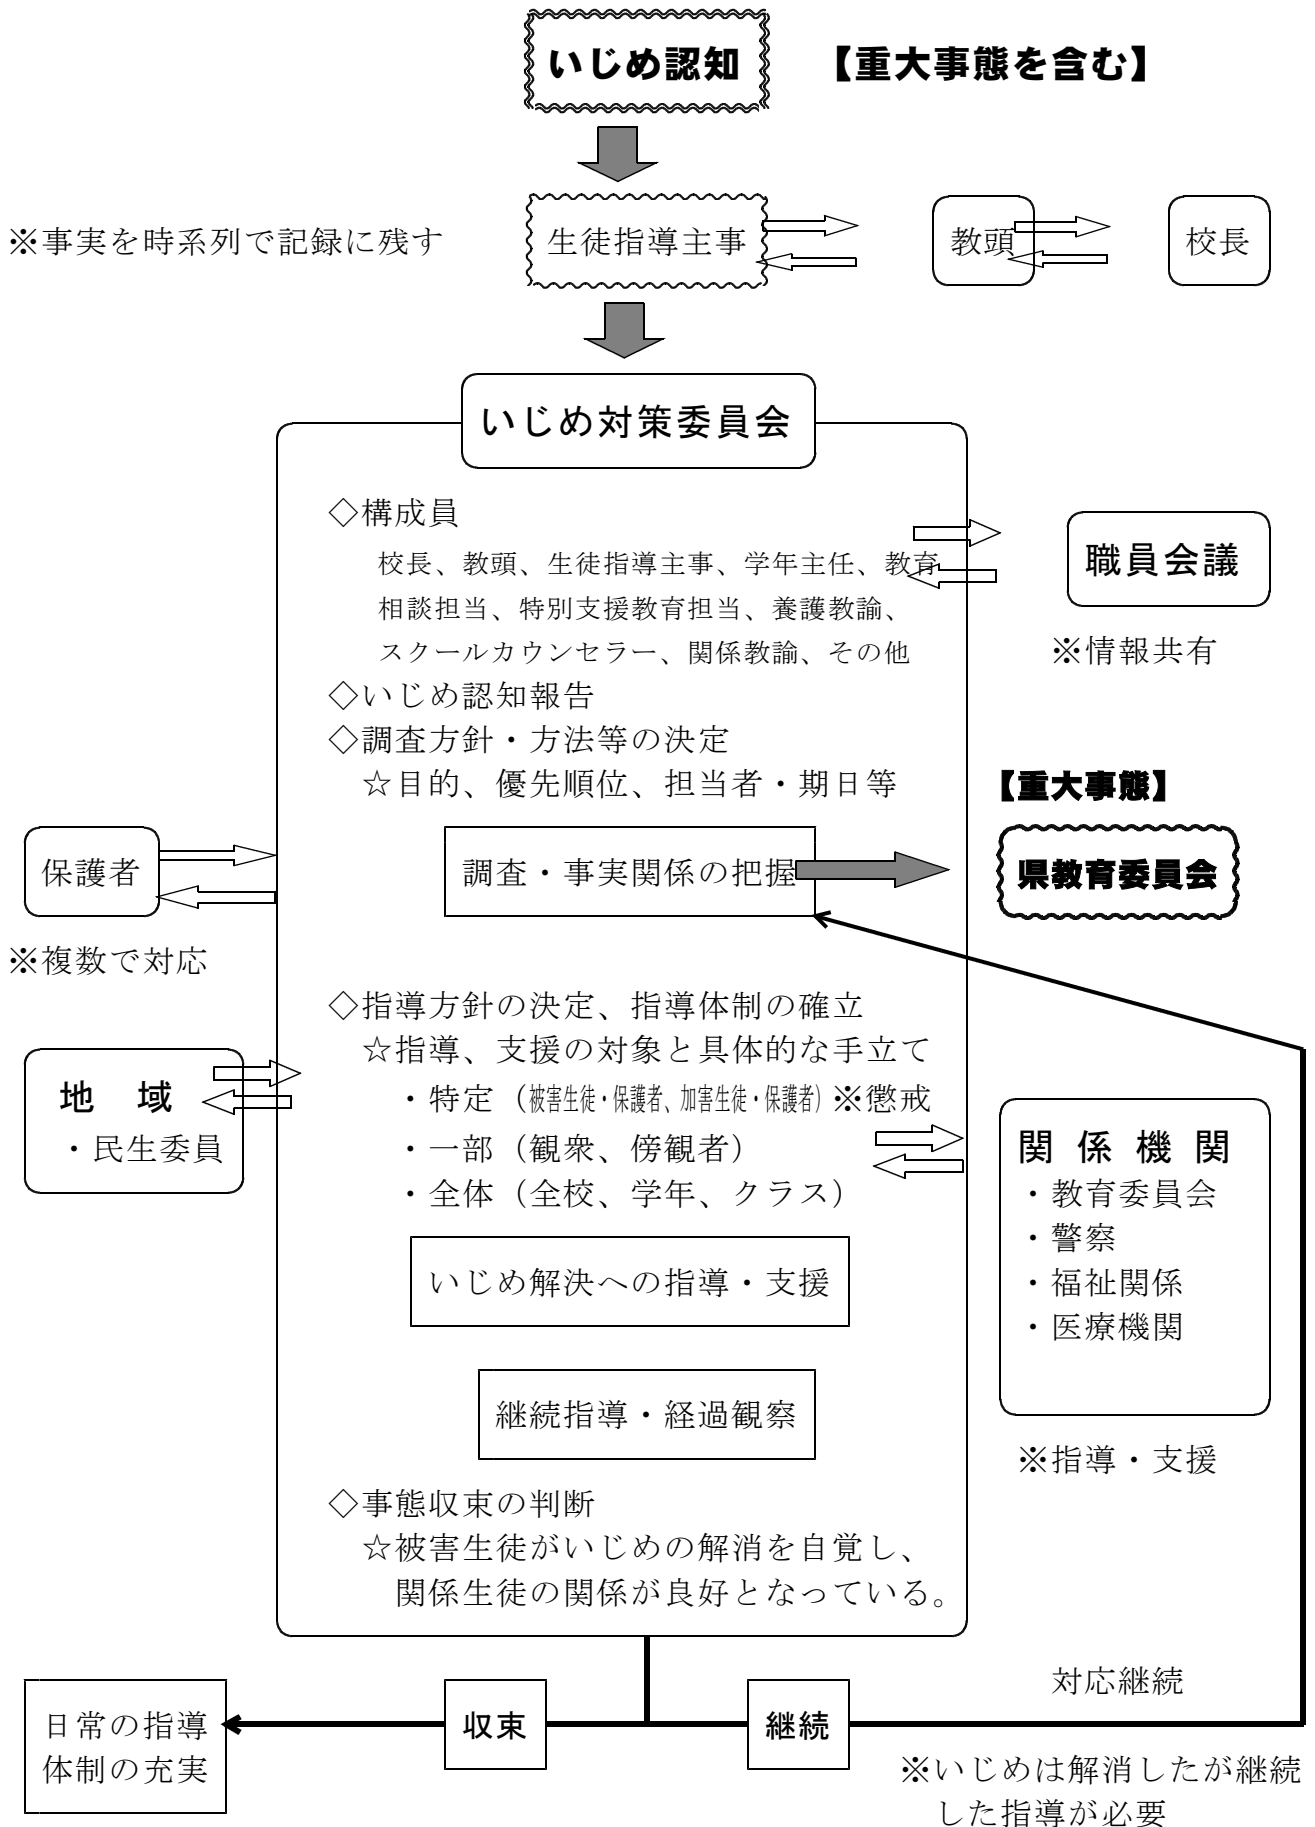 いじめ認知
【重大事態を含む】
※事実を時系列で記録に残す
生徒指導主事
教頭
校長
いじめ対策委員会
◇構成員
校長、教頭、生徒指導主事、学年主任、教育
相談担当、特別支援教育担当、養護教諭、
スクールカウンセラー、関係教諭、その他
職員会議
※情報共有
◇いじめ認知報告
◇調査方針・方法等の決定
☆目的、優先順位、担当者・期日等
【重大事態】
保護者
調査・事実関係の把握
県教育委員会
※複数で対応
◇指導方針の決定、指導体制の確立
☆指導、支援の対象と具体的な手立て
・特定（被害生徒・保護者、加害生徒・保護者）※懲戒
・一部（観衆、傍観者）
・全体（全校、学年、クラス）
地　域
・民生委員
関 係 機 関
・教育委員会
・警察
・福祉関係
・医療機関
※指導・支援
いじめ解決への指導・支援
継続指導・経過観察
◇事態収束の判断
☆被害生徒がいじめの解消を自覚し、
関係生徒の関係が良好となっている。
日常の指導
体制の充実
収束
継続
対応継続
※いじめは解消したが継続
した指導が必要